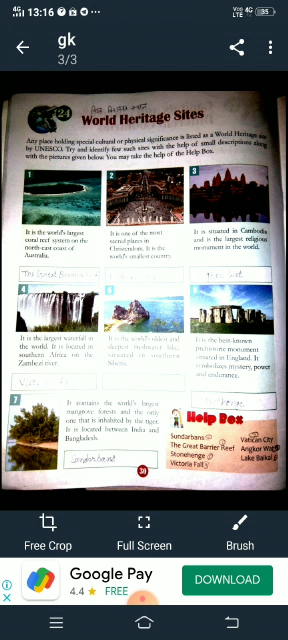 4G 13:16
Vo) 4G LTE 35
gk
3/3
24
World Heritage Sites
Any place holding special cultural or physical significance is listed as a World Heritage site
by UNESCO. Try and identify few such sites with the help of small descriptions along
with the pictures given below. You may take the help of the Help Box.
1
2
3
It is the world's largest
coral reef system on the
north-east coast of
Australia.
It is one of the most
sacred places in
Christendom. It is the
world's smallest country.
It is situated in Cambodia
and is the largest religious
monument in the world.
The Great Barrier
4
5
6
It is the largest waterfall in
the world. It is located in
southern Africa on the
Zambezi river.
It is the world's oldest and
deepest freshwater lake,
situated in southern
Siberia.
It is the best-known
prehistoric monument
situated in England. It
symbolizes mystery, power
and endurance.
7
It contains the world's largest
mangrove forests and the only
one that is inhabited by the tiger.
It is located between India and
Bangladesh.
Sundarbans
Help Box
Sundarbans
The Great Barrier Reef
Stonehenge
Victoria Fall
Vatican City
Angkor Wat
Lake Baikal
30
Free Crop
Full Screen
Brush
Google Pay
4.4 ★ FREE
DOWNLOAD